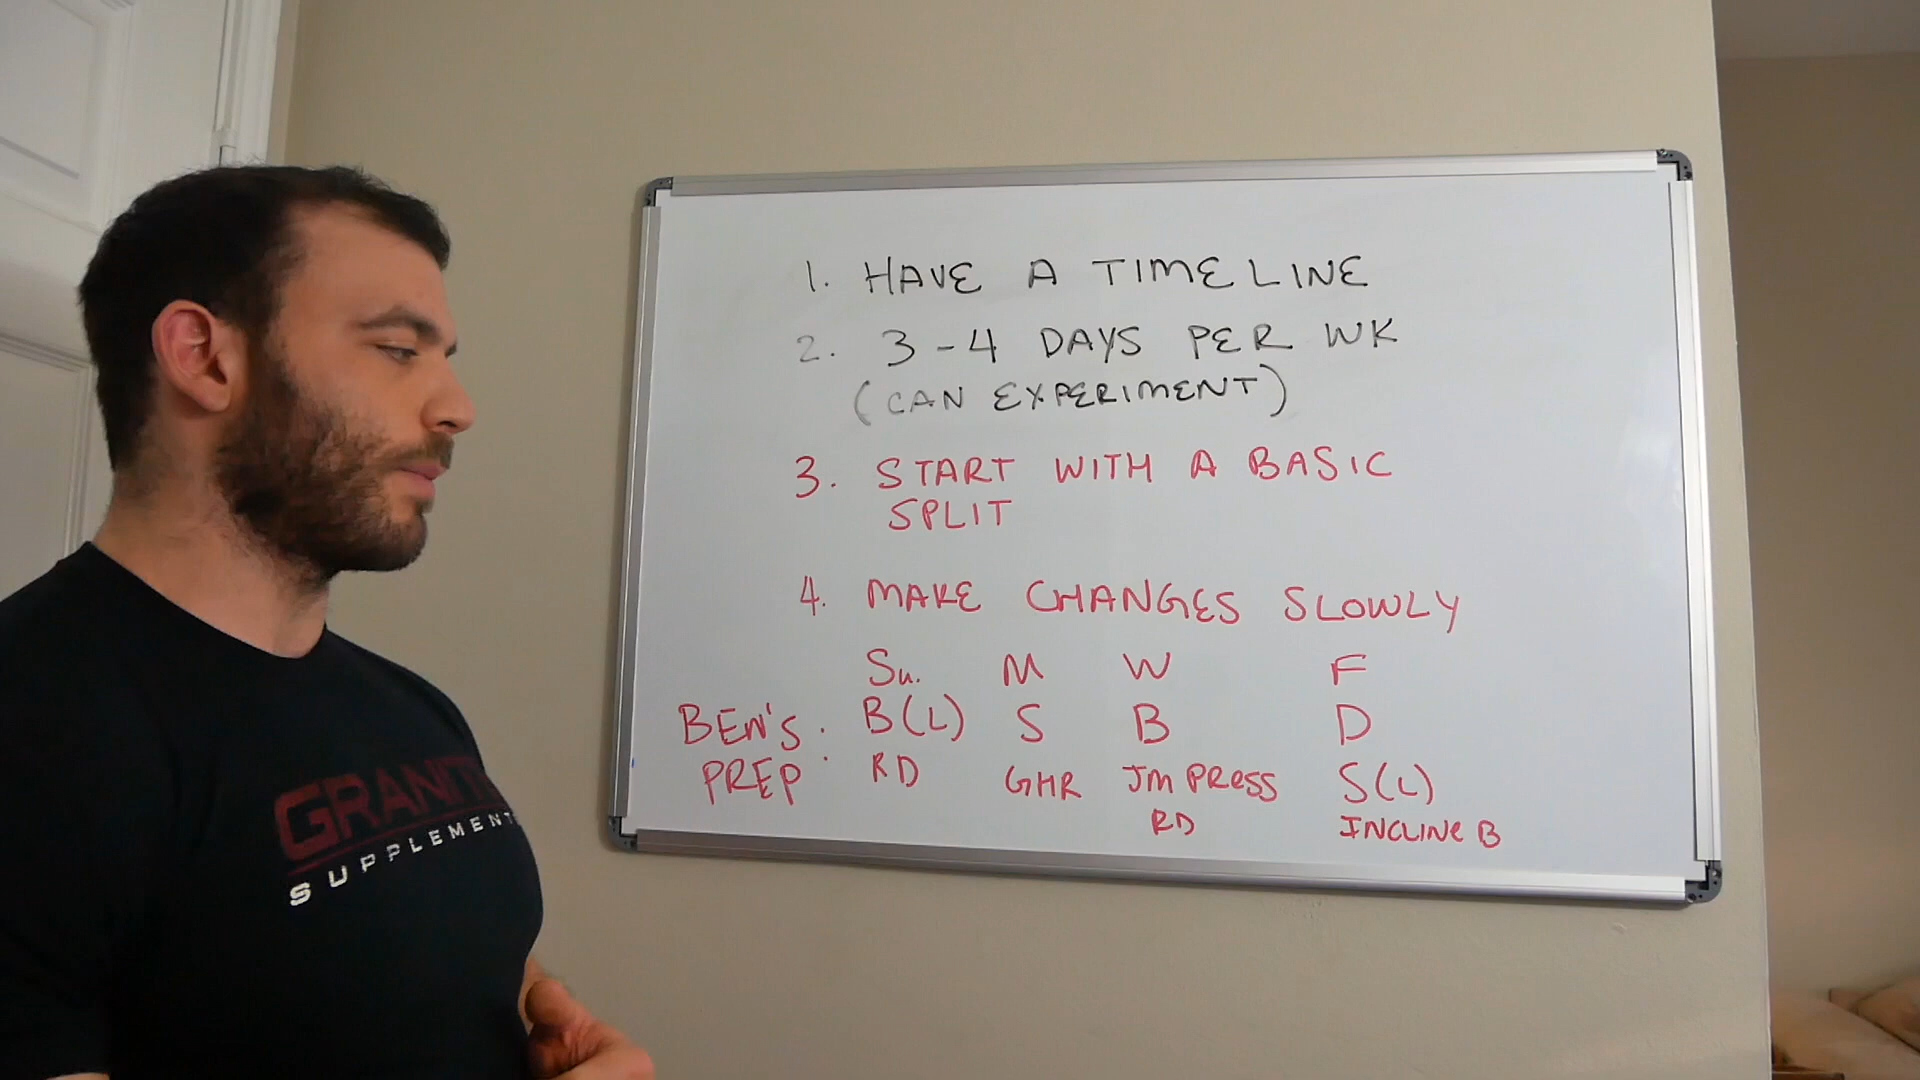 1. HAVE A TIMELINE
2. 3-4 DAYS PER WK
(CAN EXPERIMENT)
3. START WITH A BASIC
SPLIT
4. MAKE CHANGES SLOWLY
Su. M W F
BEN'S: B(L) S B D
PREP RD GHR JM PRESS S(L)
RD INCLINE B
GRANITE
SUPPLEMENTS